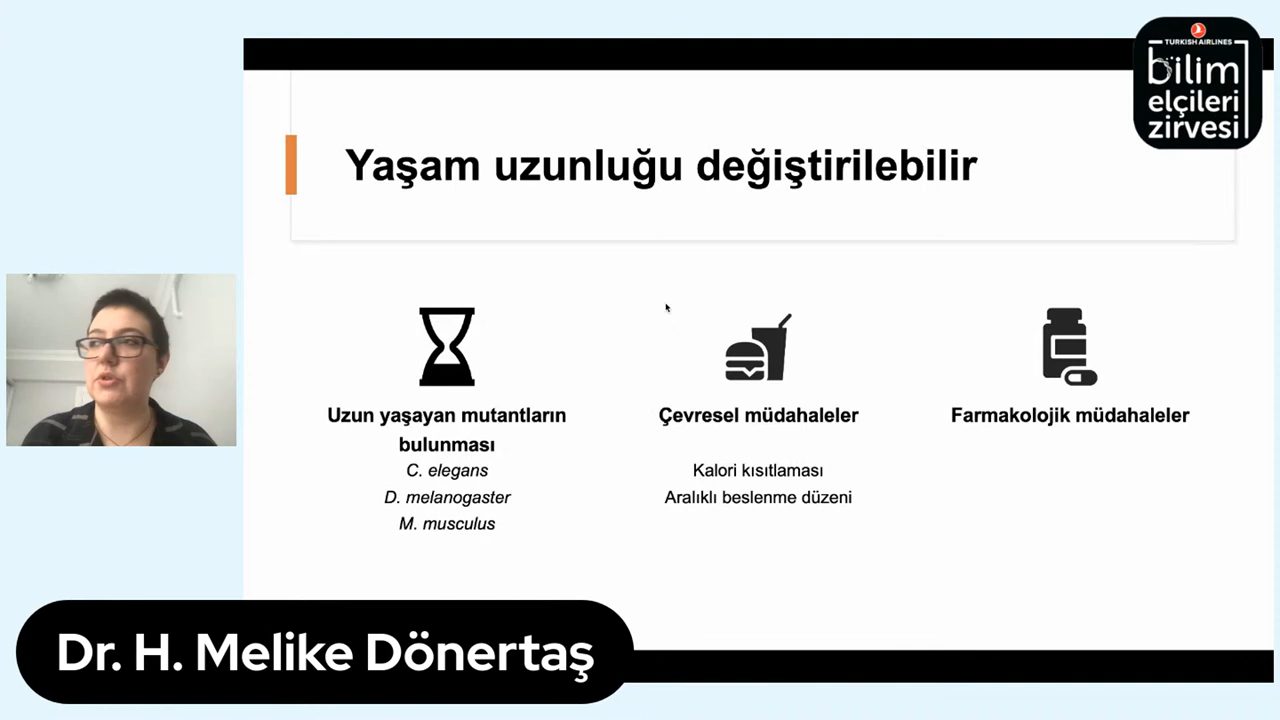 TURKISH AIRLINES
bilim
elçileri
zirvesi
Yaşam uzunluğu değiştirilebilir
Uzun yaşayan mutantların
bulunması
C. elegans
D. melanogaster
M. musculus
Çevresel müdahaleler
Kalori kısıtlaması
Aralıklı beslenme düzeni
Farmakolojik müdahaleler
Dr. H. Melike Dönertaş